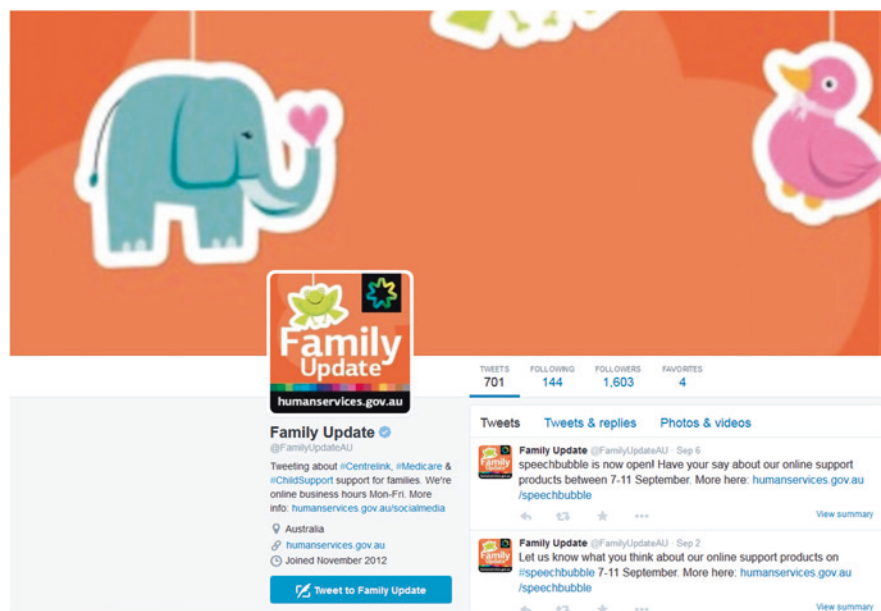 Family
Update
humanservices.gov.au
TWEETS
701
FOLLOWING
144
FOLLOWERS
1,603
FAVORITES
4
Family Update
@FamilyUpdateAU
Tweeting about #Centrelink, #Medicare &
#ChildSupport support for families. We're
online business hours Mon-Fri. More
info: humanservices.gov.au/socialmedia
Australia
humanservices.gov.au
Joined November 2012
Tweet to Family Update
Tweets Tweets & replies Photos & videos
Family Update @FamilyUpdateAU · Sep 6
speechbubble is now open! Have your say about our online support
products between 7-11 September. More here: humanservices.gov.au
/speechbubble
View summary
Family Update @FamilyUpdateAU · Sep 2
Let us know what you think about our online support products on
#speechbubble 7-11 September. More here: humanservices.gov.au
/speechbubble
View summary